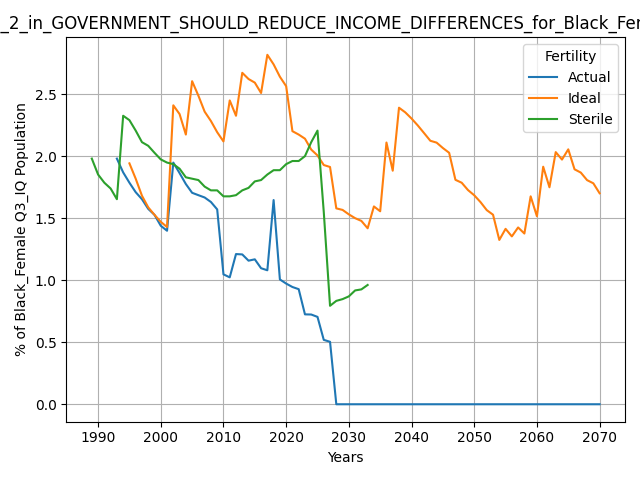 _2_in_GOVERNMENT_SHOULD_REDUCE_INCOME_DIFFERENCES_for_Black_Fe
Fertility
Actual
Ideal
Sterile
% of Black_Female Q3_IQ Population
2.5
2.0
1.5
1.0
0.5
0.0
1990 2000 2010 2020 2030 2040 2050 2060 2070
Years